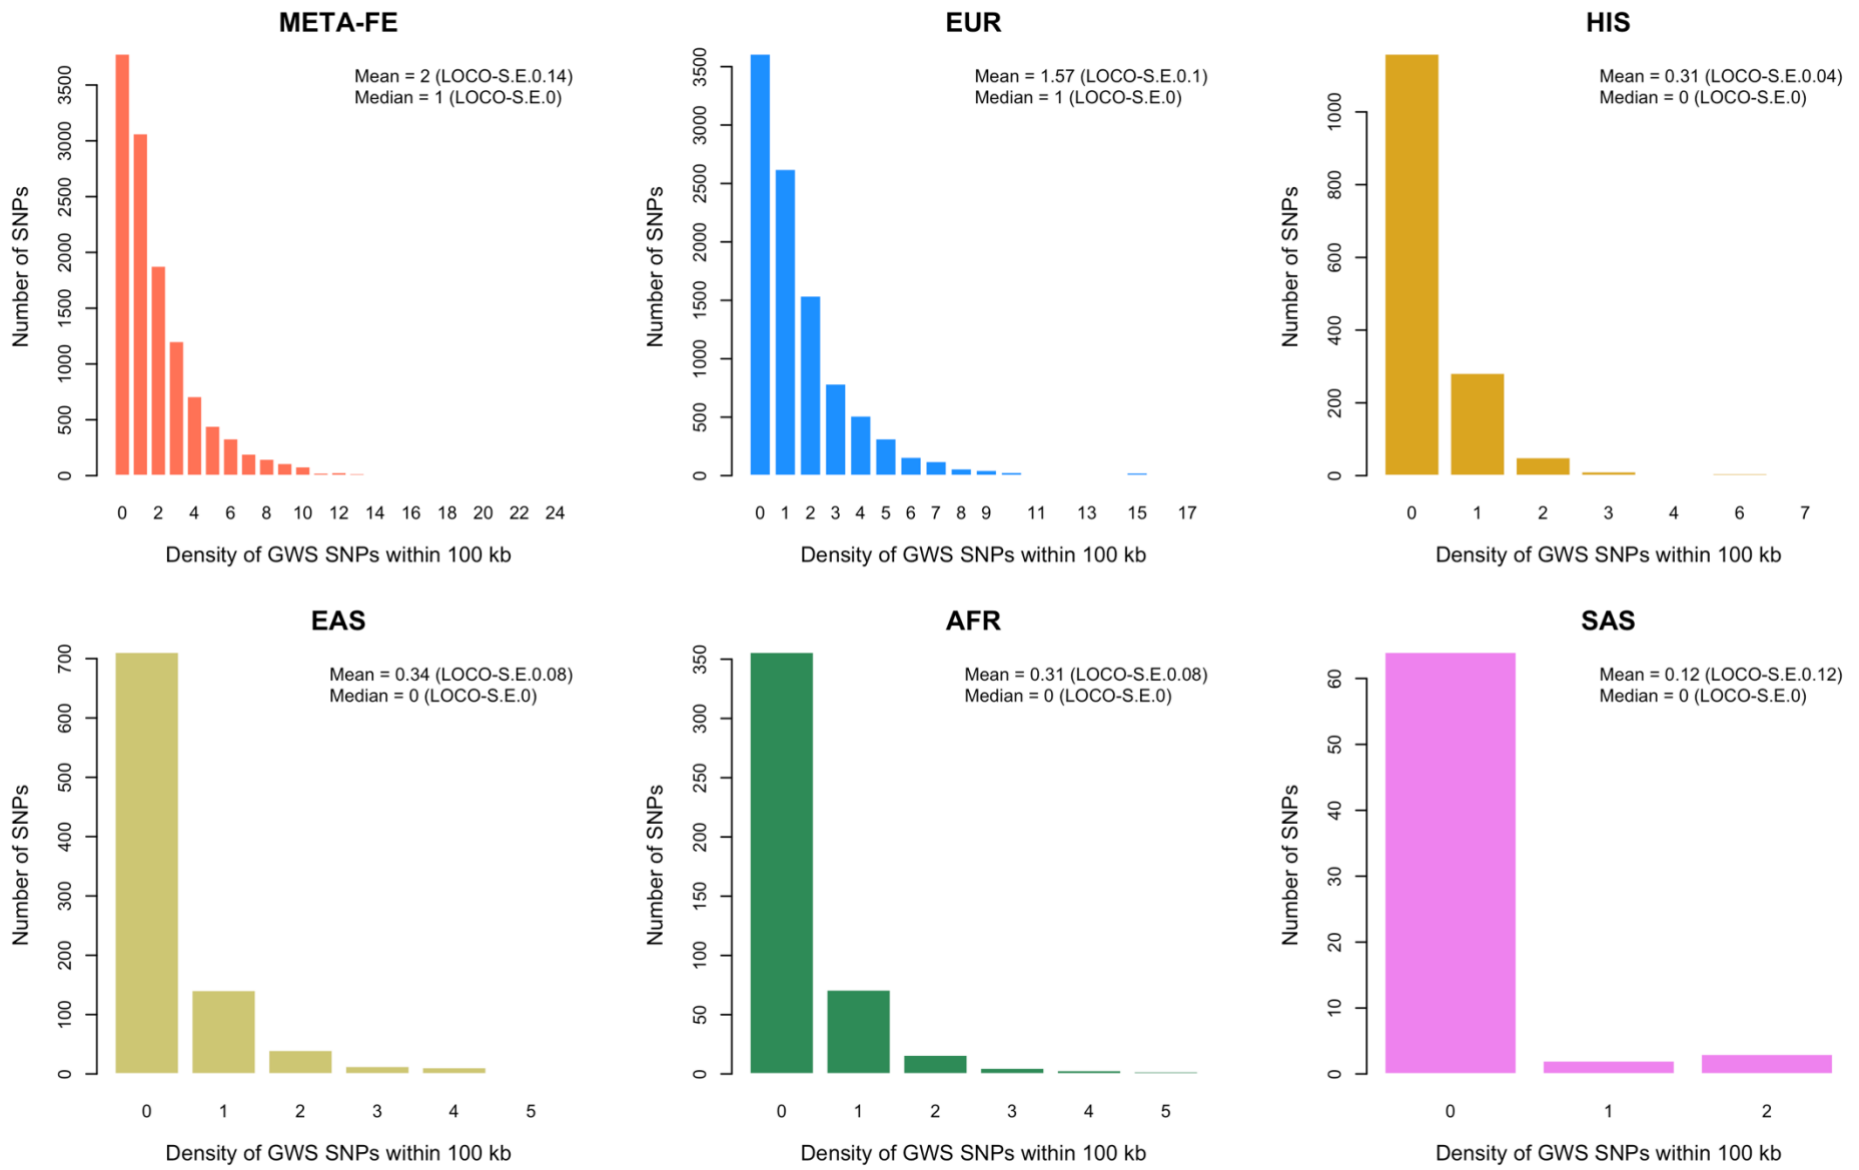 META-FE
Mean = 2 (LOCO-S.E.0.14)
Median = 1 (LOCO-S.E.0)
Number of SNPs
0 500 1000 1500 2000 2500 3000 3500
0 2 4 6 8 10 12 14 16 18 20 22 24
Density of GWS SNPs within 100 kb
EUR
Mean = 1.57 (LOCO-S.E.0.1)
Median = 1 (LOCO-S.E.0)
Number of SNPs
0 500 1000 1500 2000 2500 3000 3500
0 1 2 3 4 5 6 7 8 9 11 13 15 17
Density of GWS SNPs within 100 kb
HIS
Mean = 0.31 (LOCO-S.E.0.04)
Median = 0 (LOCO-S.E.0)
Number of SNPs
0 200 400 600 800 1000
0 1 2 3 4 6 7
Density of GWS SNPs within 100 kb
EAS
Mean = 0.34 (LOCO-S.E.0.08)
Median = 0 (LOCO-S.E.0)
Number of SNPs
0 100 200 300 400 500 600 700
0 1 2 3 4 5
Density of GWS SNPs within 100 kb
AFR
Mean = 0.31 (LOCO-S.E.0.08)
Median = 0 (LOCO-S.E.0)
Number of SNPs
0 50 100 150 200 250 300 350
0 1 2 3 4 5
Density of GWS SNPs within 100 kb
SAS
Mean = 0.12 (LOCO-S.E.0.12)
Median = 0 (LOCO-S.E.0)
Number of SNPs
0 10 20 30 40 50 60
0 1 2
Density of GWS SNPs within 100 kb